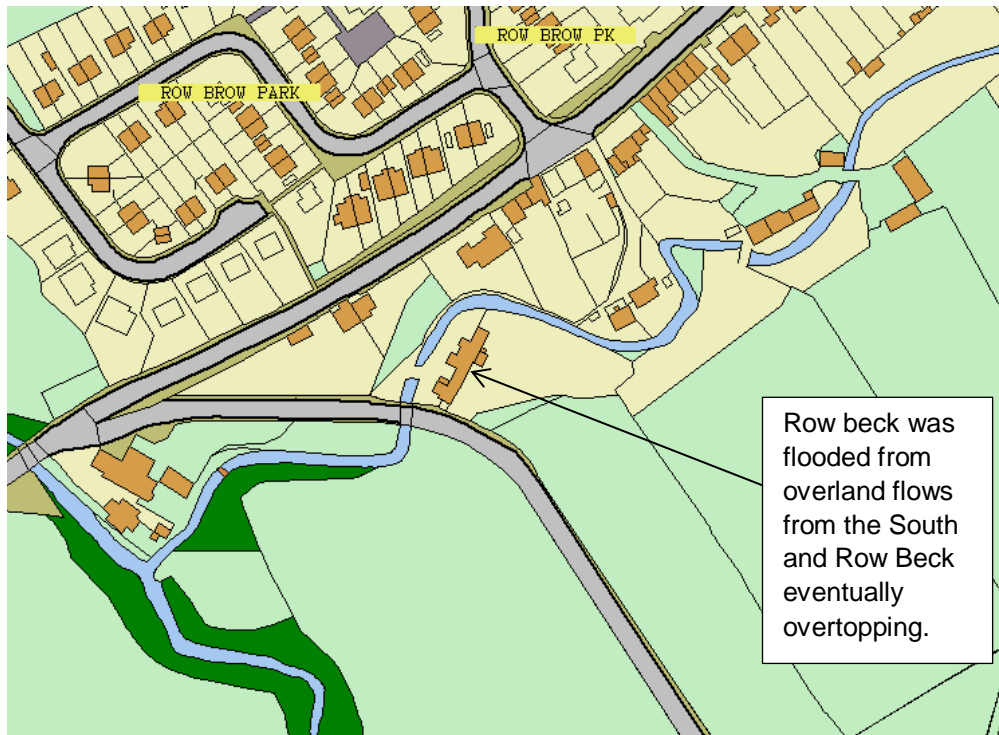 ROW BROW PK
ROW BROW PARK
Row beck was
flooded from
overland flows
from the South
and Row Beck
eventually
overtopping.